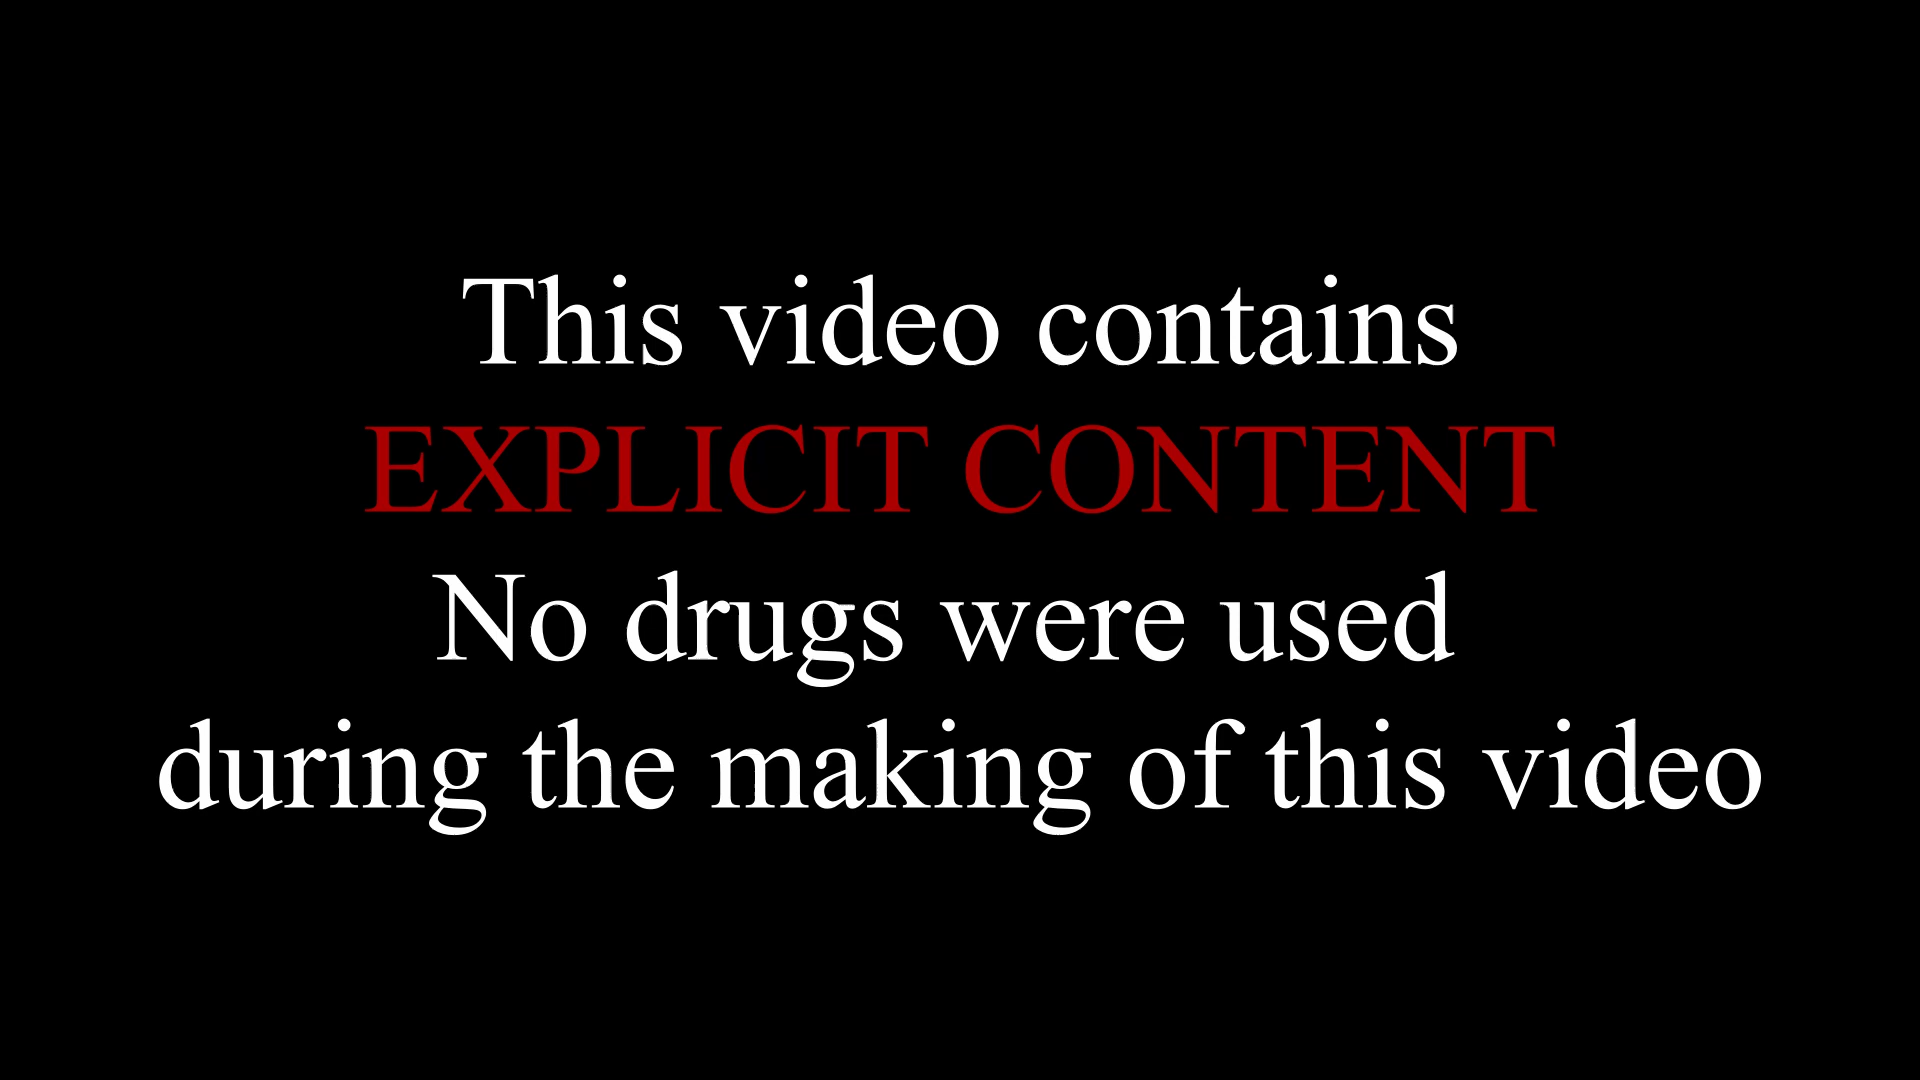 This video contains
EXPLICIT CONTENT
No drugs were used
during the making of this video